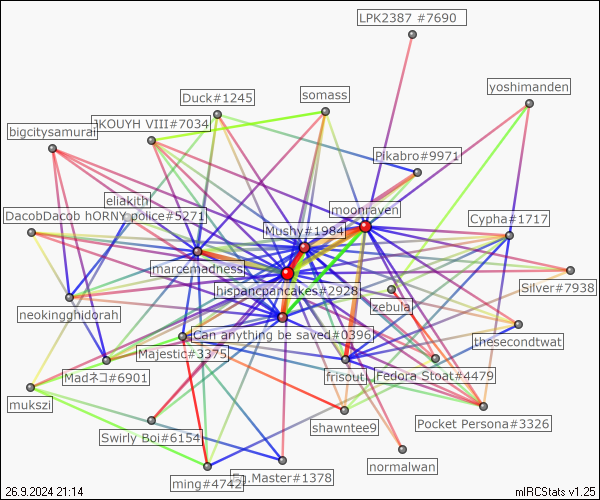 LPK2387 #7690
yoshimanden
Duck#1245
somass
KOUYH VIII#7034
bigcitysamurai
Pikabro#9971
eliakith
moonraven
DacobDacob hORNY police#5271
Cypha#1717
Mushy#1984
marcemadness
hispancpancakes#2928
Silver#7938
zebula
neokingghidorah
Can anything be saved#0396
thesecondtwat
Majestic#3375
Madネコ#6901
frisout
Fedora Stoat#4479
mukszi
shawntee9
Pocket Persona#3326
Swirly Boi#6154
normalwan
ming#4742
En.Master#1378
26.9.2024 21:14
mIRCStats v1.25